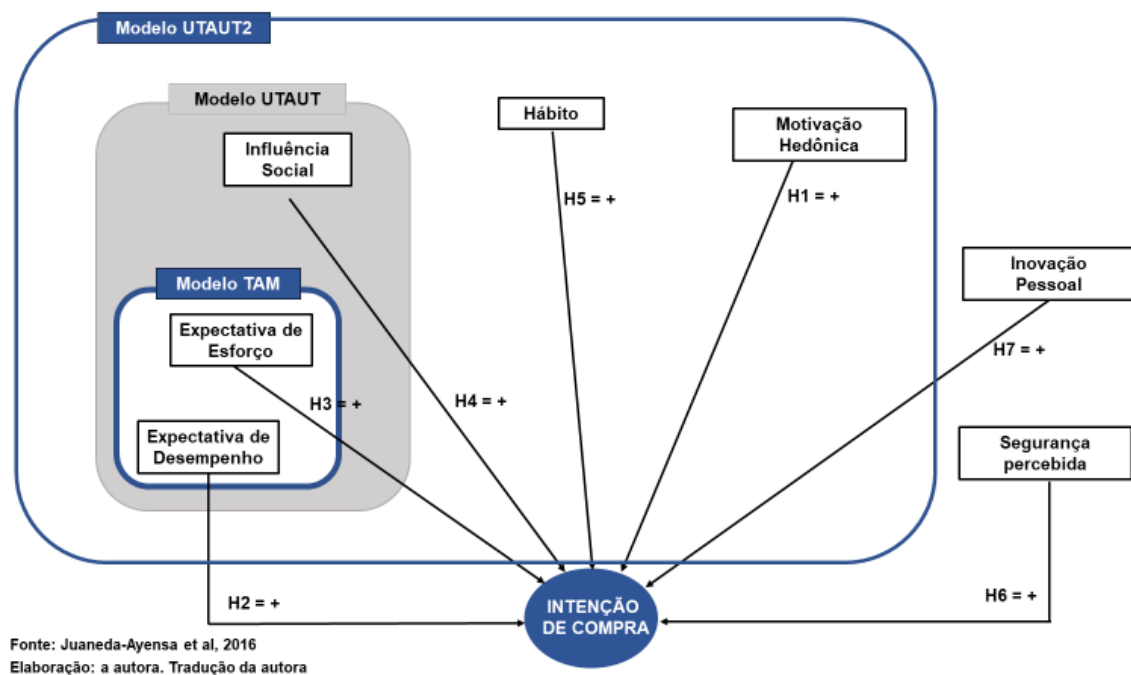 Modelo UTAUT2
Modelo UTAUT
Influência
Social
Hábito
Motivação
Hedônica
H5 = +
H1 = +
Inovação
Pessoal
Modelo TAM
Expectativa de
Esforço
H7 = +
H3 = +
H4 = +
Expectativa de
Desempenho
Segurança
percebida
H2 = +
INTENÇÃO
DE COMPRA
H6 = +
Fonte: Juaneda-Ayensa et al, 2016
Elaboração: a autora. Tradução da autora